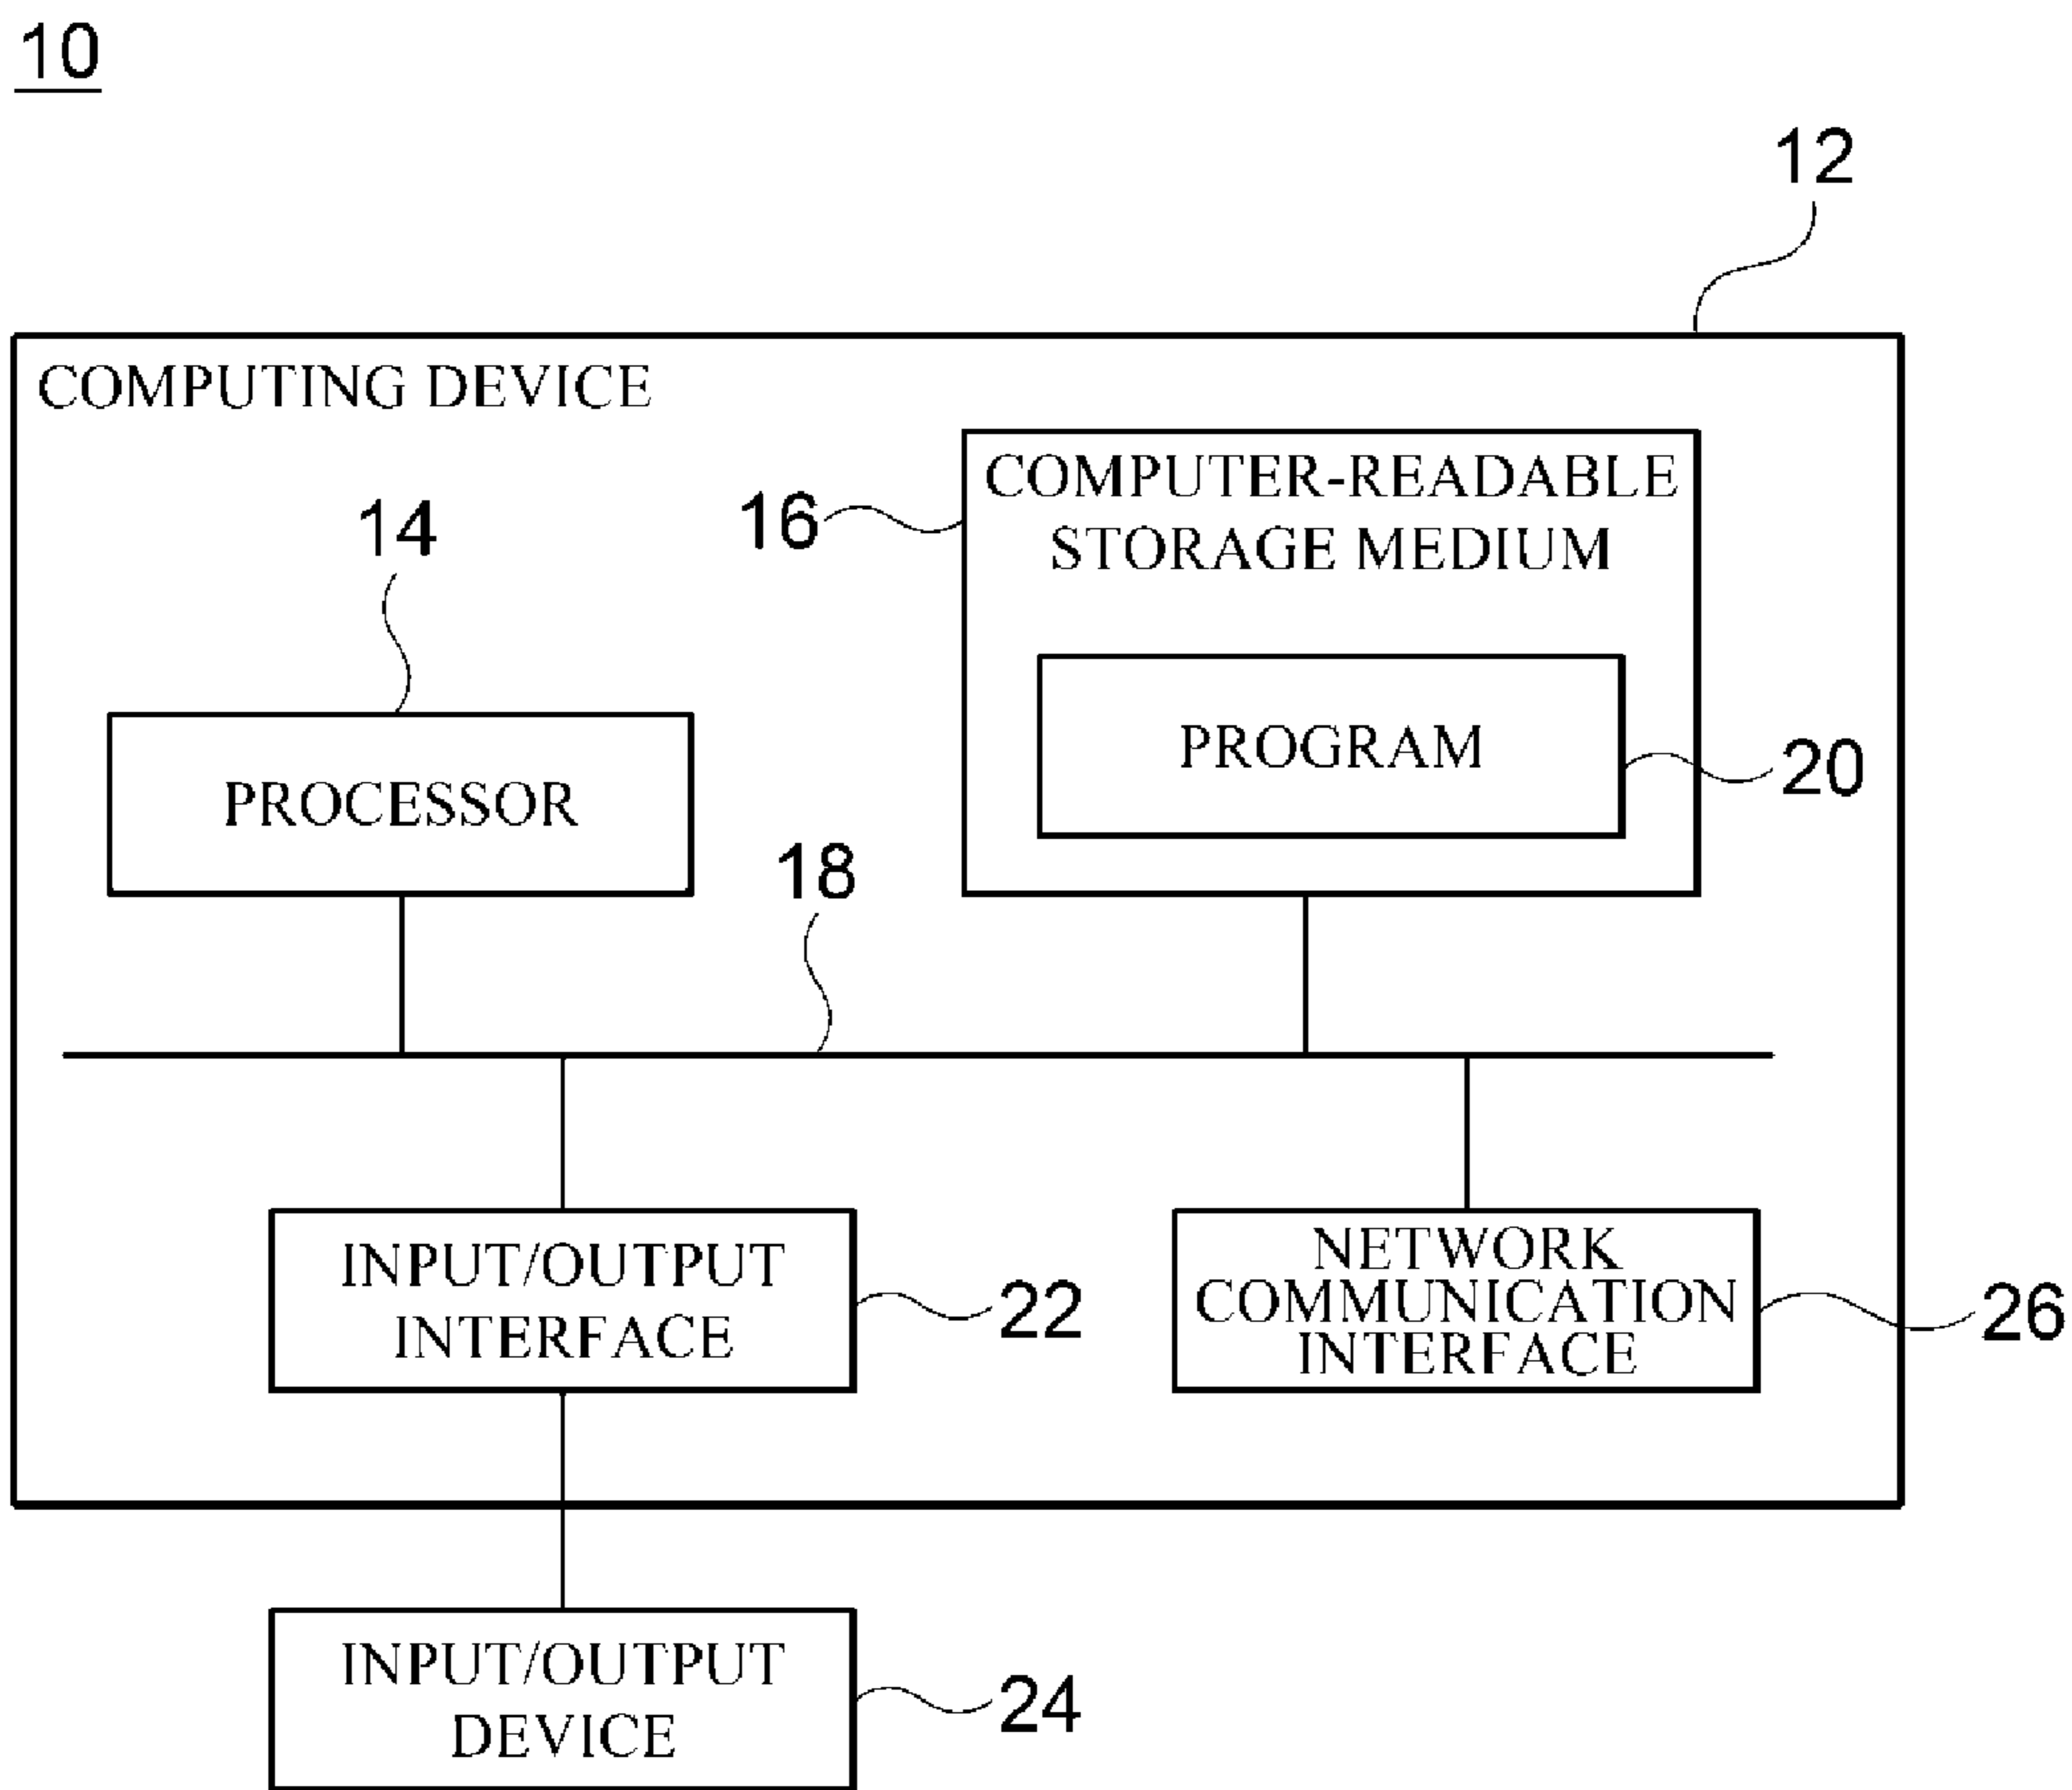 10
12
COMPUTING DEVICE
COMPUTER-READABLE
STORAGE MEDIUM
16
14
PROGRAM
20
PROCESSOR
18
INPUT/OUTPUT
INTERFACE
22
NETWORK
COMMUNICATION
INTERFACE
26
INPUT/OUTPUT
DEVICE
24